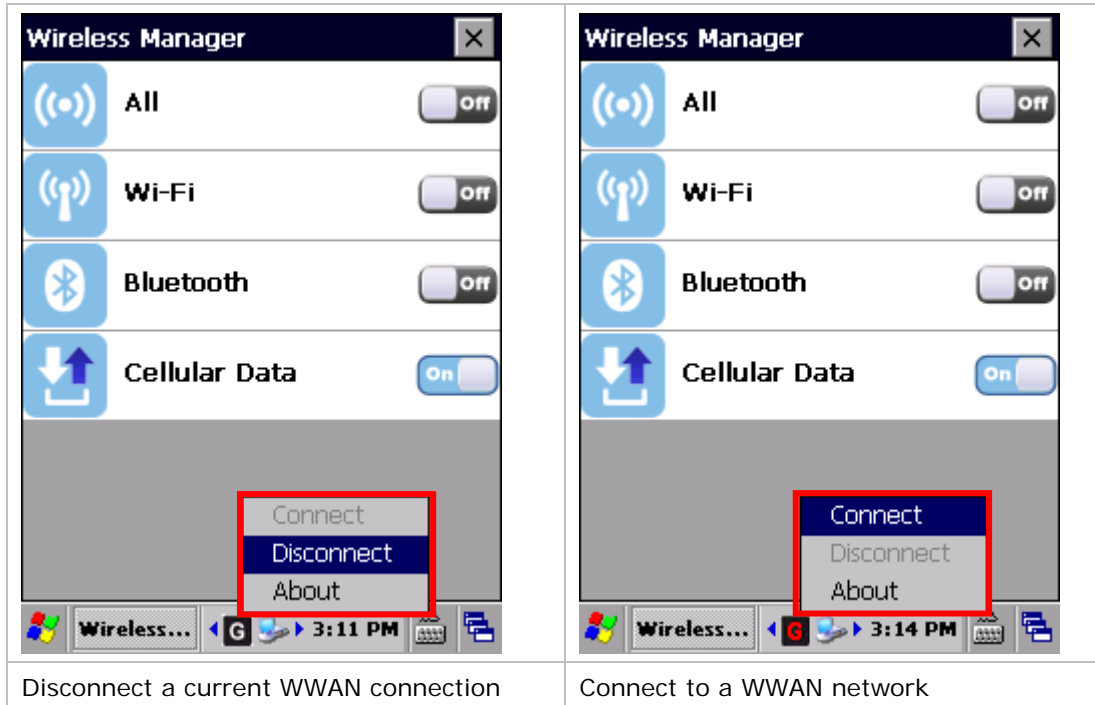 Wireless Manager
All
Off
Wi-Fi
Off
Bluetooth
Off
Cellular Data
On
Connect
Disconnect
About
Wireless...
G
3:11 PM
Disconnect a current WWAN connection
Wireless Manager
All
Off
Wi-Fi
Off
Bluetooth
Off
Cellular Data
On
Connect
Disconnect
About
Wireless...
G
3:14 PM
Connect to a WWAN network